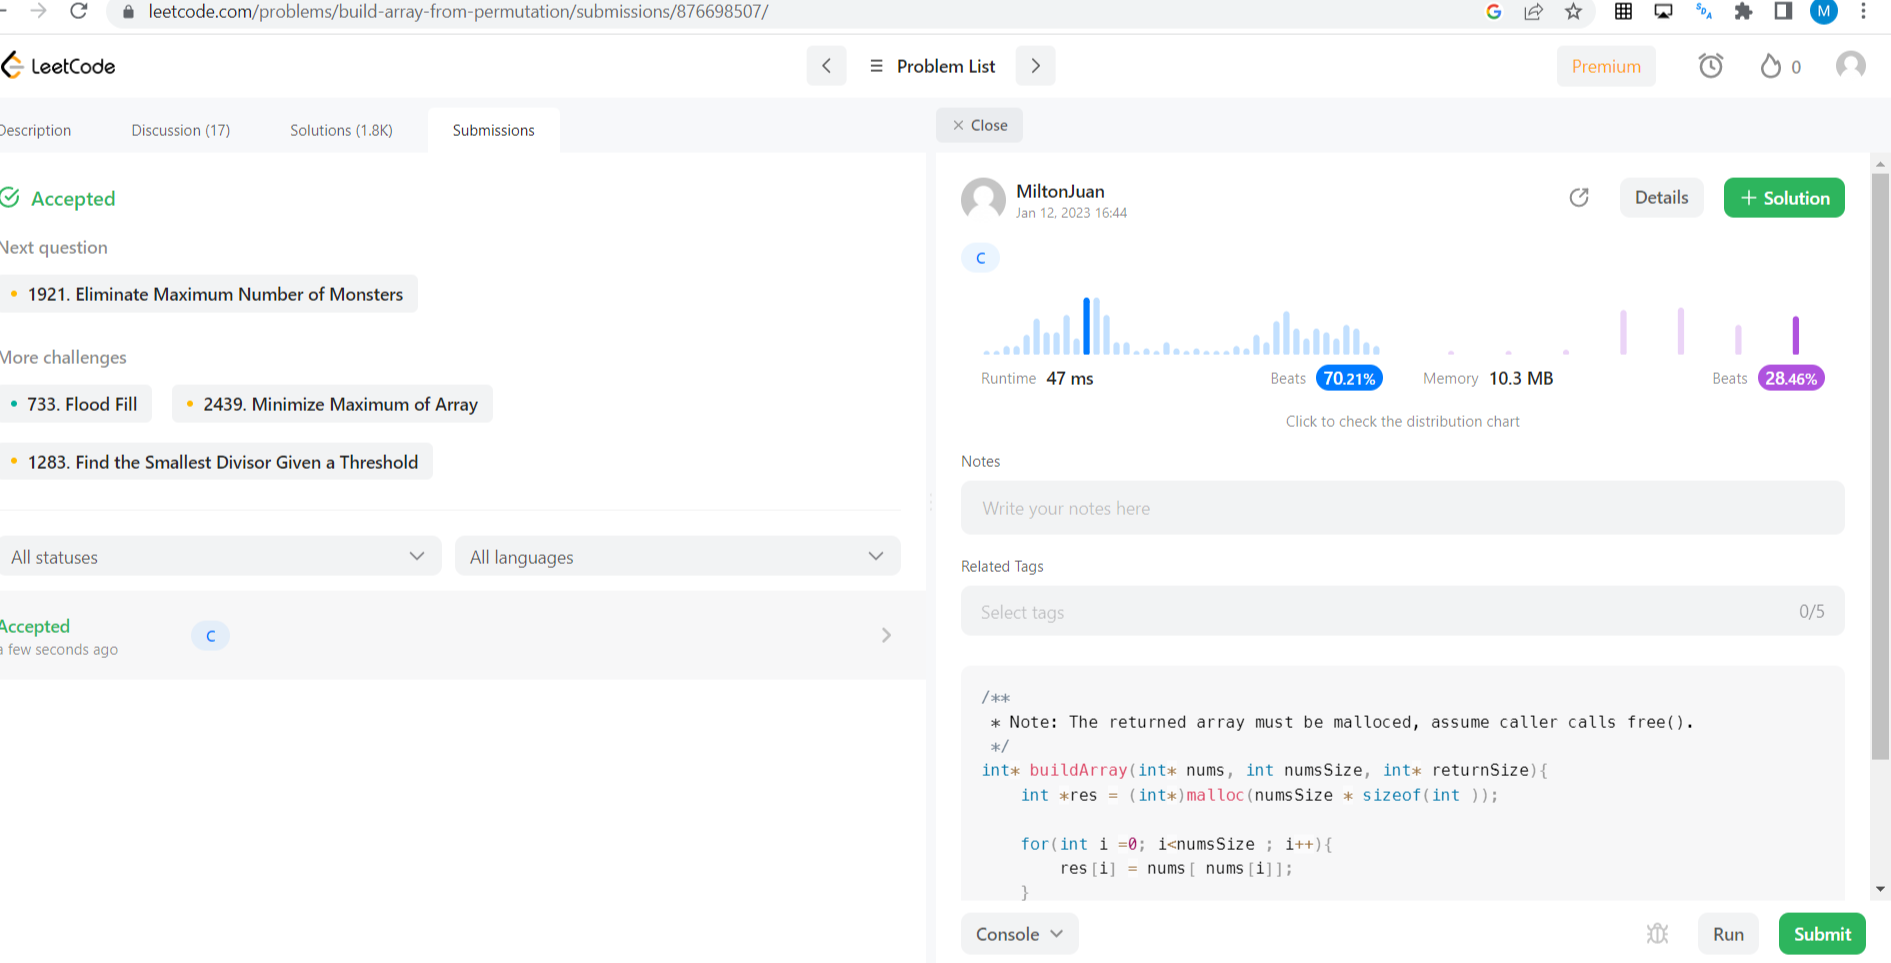 leetcode.com/problems/build-array-from-permutation/submissions/876698507/
M
LeetCode
Problem List
Premium
0
Description
Discussion (17)
Solutions (1.8K)
Submissions
Close
Accepted
Next question
1921. Eliminate Maximum Number of Monsters
More challenges
733. Flood Fill
2439. Minimize Maximum of Array
1283. Find the Smallest Divisor Given a Threshold
All statuses
All languages
Accepted
C
a few seconds ago
MiltonJuan
Jan 12, 2023 16:44
Details
+ Solution
C
Runtime 47 ms Beats 70.21% Memory 10.3 MB Beats 28.46%
Click to check the distribution chart
Notes
Write your notes here
Related Tags
Select tags 0/5
/**
 * Note: The returned array must be malloced, assume caller calls free().
 */
int* buildArray(int* nums, int numsSize, int* returnSize){
    int *res = (int*)malloc(numsSize * sizeof(int ));
    for(int i =0; i<numsSize ; i++){
        res[i] = nums[ nums[i]];
    }
Console
Run
Submit